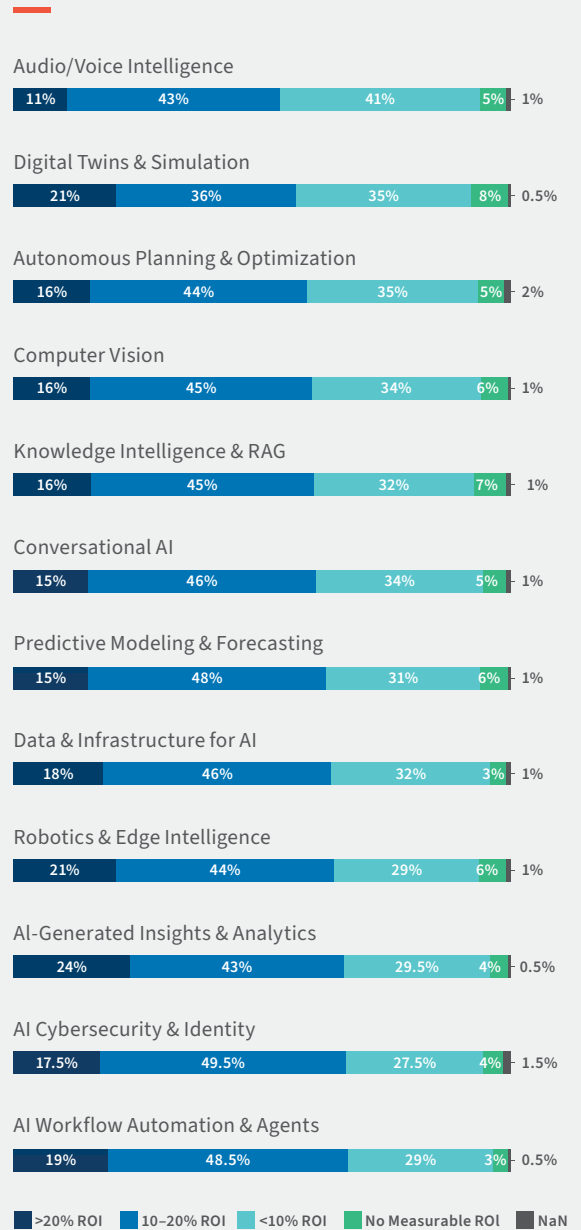 Audio/Voice Intelligence
11% 43% 41% 5% 1%
Digital Twins & Simulation
21% 36% 35% 8% 0.5%
Autonomous Planning & Optimization
16% 44% 35% 5% 2%
Computer Vision
16% 45% 34% 6% 1%
Knowledge Intelligence & RAG
16% 45% 32% 7% 1%
Conversational AI
15% 46% 34% 5% 1%
Predictive Modeling & Forecasting
15% 48% 31% 6% 1%
Data & Infrastructure for AI
18% 46% 32% 3% 1%
Robotics & Edge Intelligence
21% 44% 29% 6% 1%
AI-Generated Insights & Analytics
24% 43% 29.5% 4% 0.5%
AI Cybersecurity & Identity
17.5% 49.5% 27.5% 4% 1.5%
AI Workflow Automation & Agents
19% 48.5% 29% 3% 0.5%
>20% ROI 10–20% ROI <10% ROI No Measurable ROI NaN